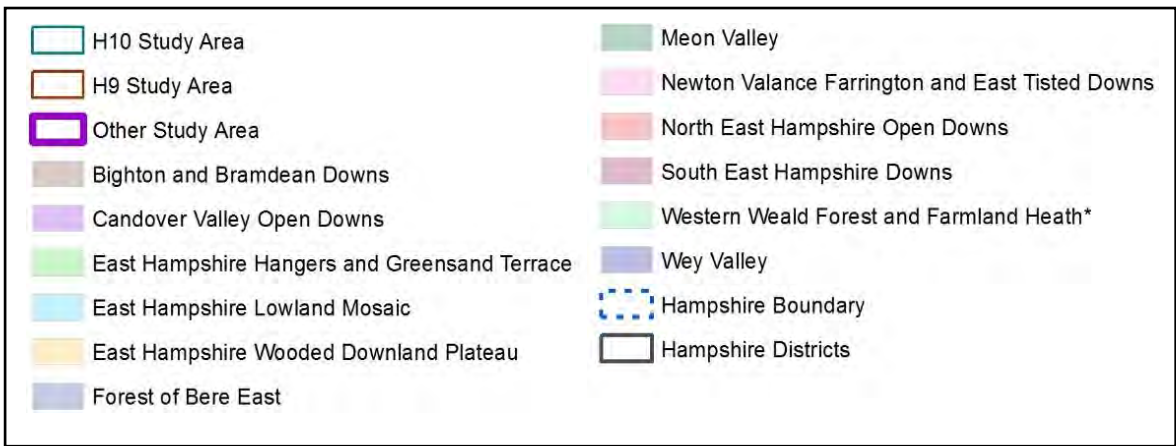 H10 Study Area
H9 Study Area
Other Study Area
Bighton and Bramdean Downs
Candover Valley Open Downs
East Hampshire Hangers and Greensand Terrace
East Hampshire Lowland Mosaic
East Hampshire Wooded Downland Plateau
Forest of Bere East
Meon Valley
Newton Valance Farrington and East Tisted Downs
North East Hampshire Open Downs
South East Hampshire Downs
Western Weald Forest and Farmland Heath*
Wey Valley
Hampshire Boundary
Hampshire Districts